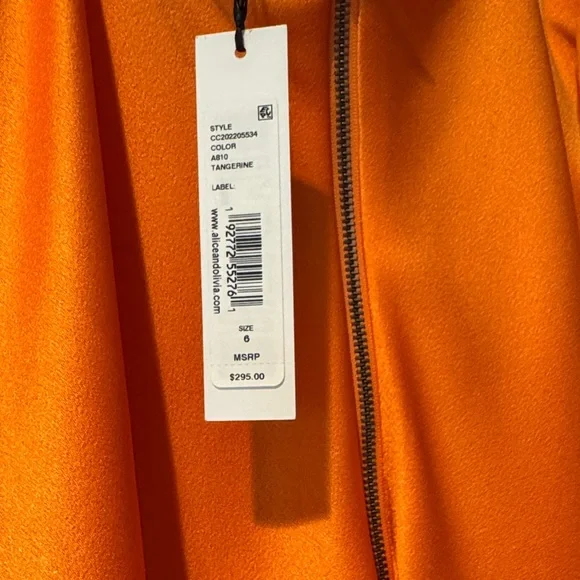 STYLE
CC202205534
COLOR
A810
TANGERINE
LABEL:
www.aliceandolivia.com
1 92772 55276 1
SIZE
6
MSRP
$295.00